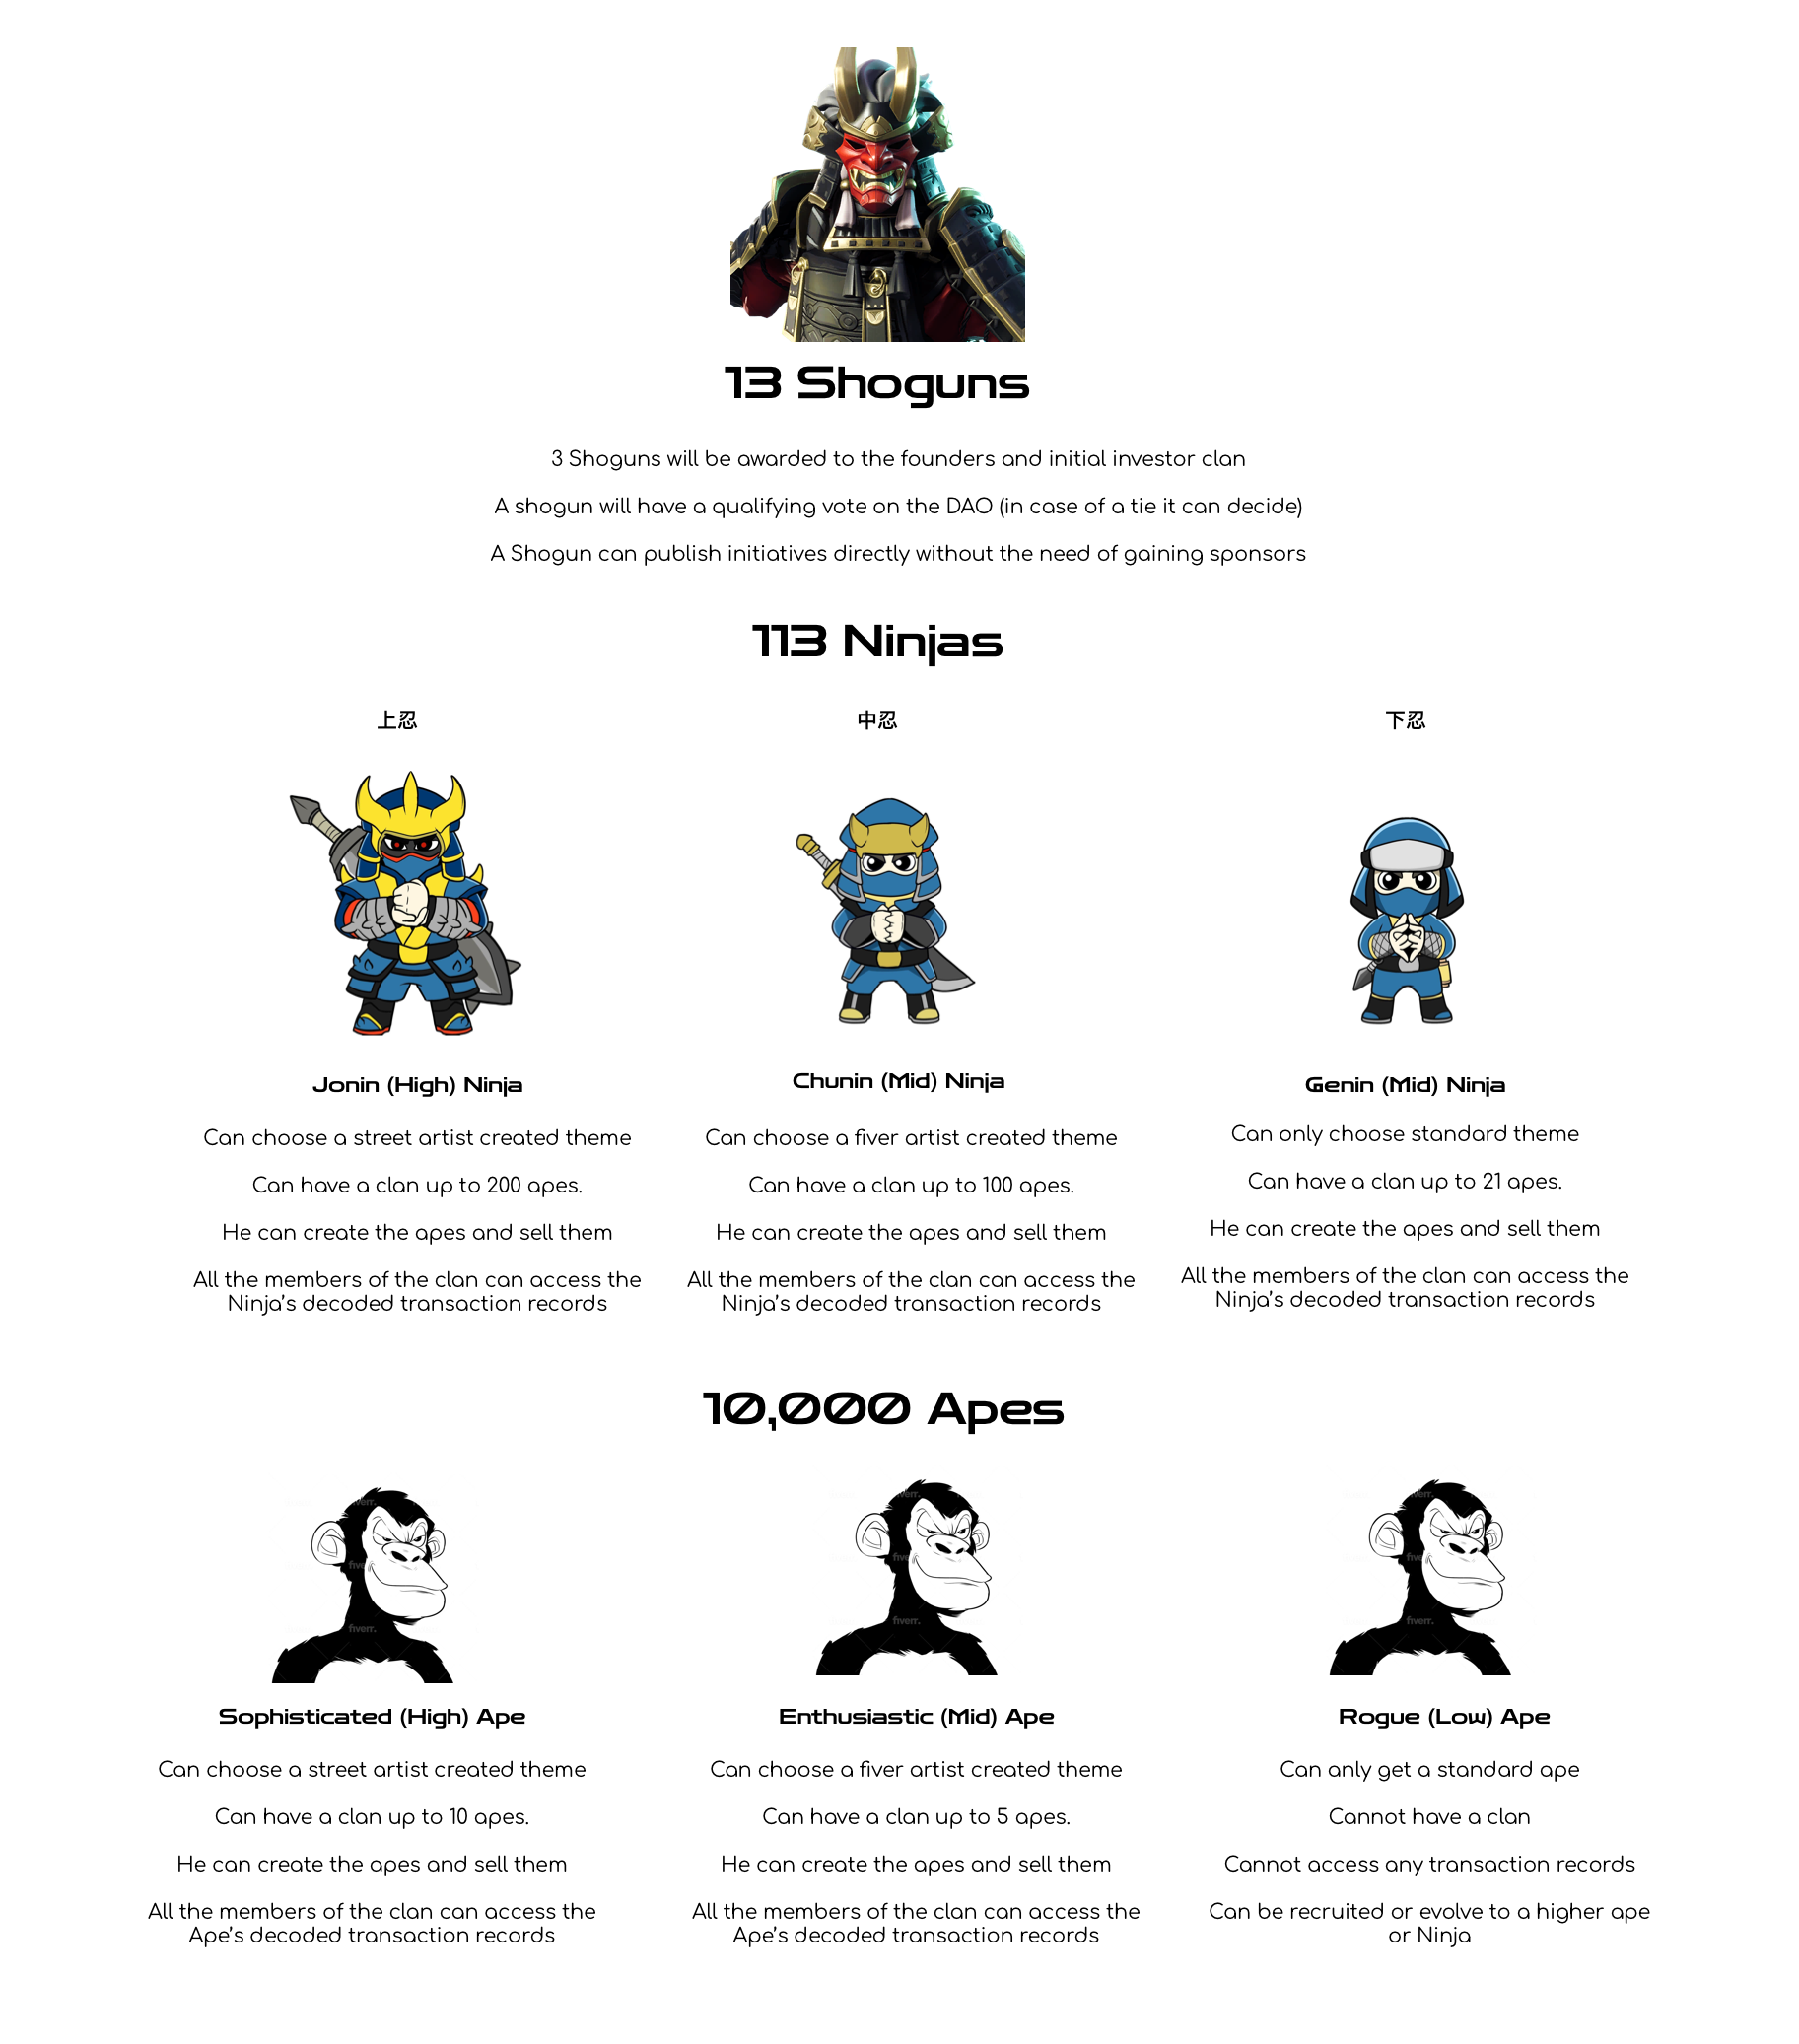 13 Shoguns
3 Shoguns will be awarded to the founders and initial investor clan
A shogun will have a qualifying vote on the DAO (in case of a tie it can decide)
A Shogun can publish initiatives directly without the need of gaining sponsors
113 Ninjas
上忍
中忍
下忍
Jonin (High) Ninja
Can choose a street artist created theme
Can have a clan up to 200 apes.
He can create the apes and sell them
All the members of the clan can access the
Ninja's decoded transaction records
Chunin (Mid) Ninja
Can choose a fiver artist created theme
Can have a clan up to 100 apes.
He can create the apes and sell them
All the members of the clan can access the
Ninja's decoded transaction records
Genin (Mid) Ninja
Can only choose standard theme
Can have a clan up to 21 apes.
He can create the apes and sell them
All the members of the clan can access the
Ninja's decoded transaction records
10,000 Apes
fiverr.
fiverr.
fiverr.
Sophisticated (High) Ape
Can choose a street artist created theme
Can have a clan up to 10 apes.
He can create the apes and sell them
All the members of the clan can access the
Ape's decoded transaction records
Enthusiastic (Mid) Ape
Can choose a fiver artist created theme
Can have a clan up to 5 apes.
He can create the apes and sell them
All the members of the clan can access the
Ape's decoded transaction records
Rogue (Low) Ape
Can anly get a standard ape
Cannot have a clan
Cannot access any transaction records
Can be recruited or evolve to a higher ape
or Ninja